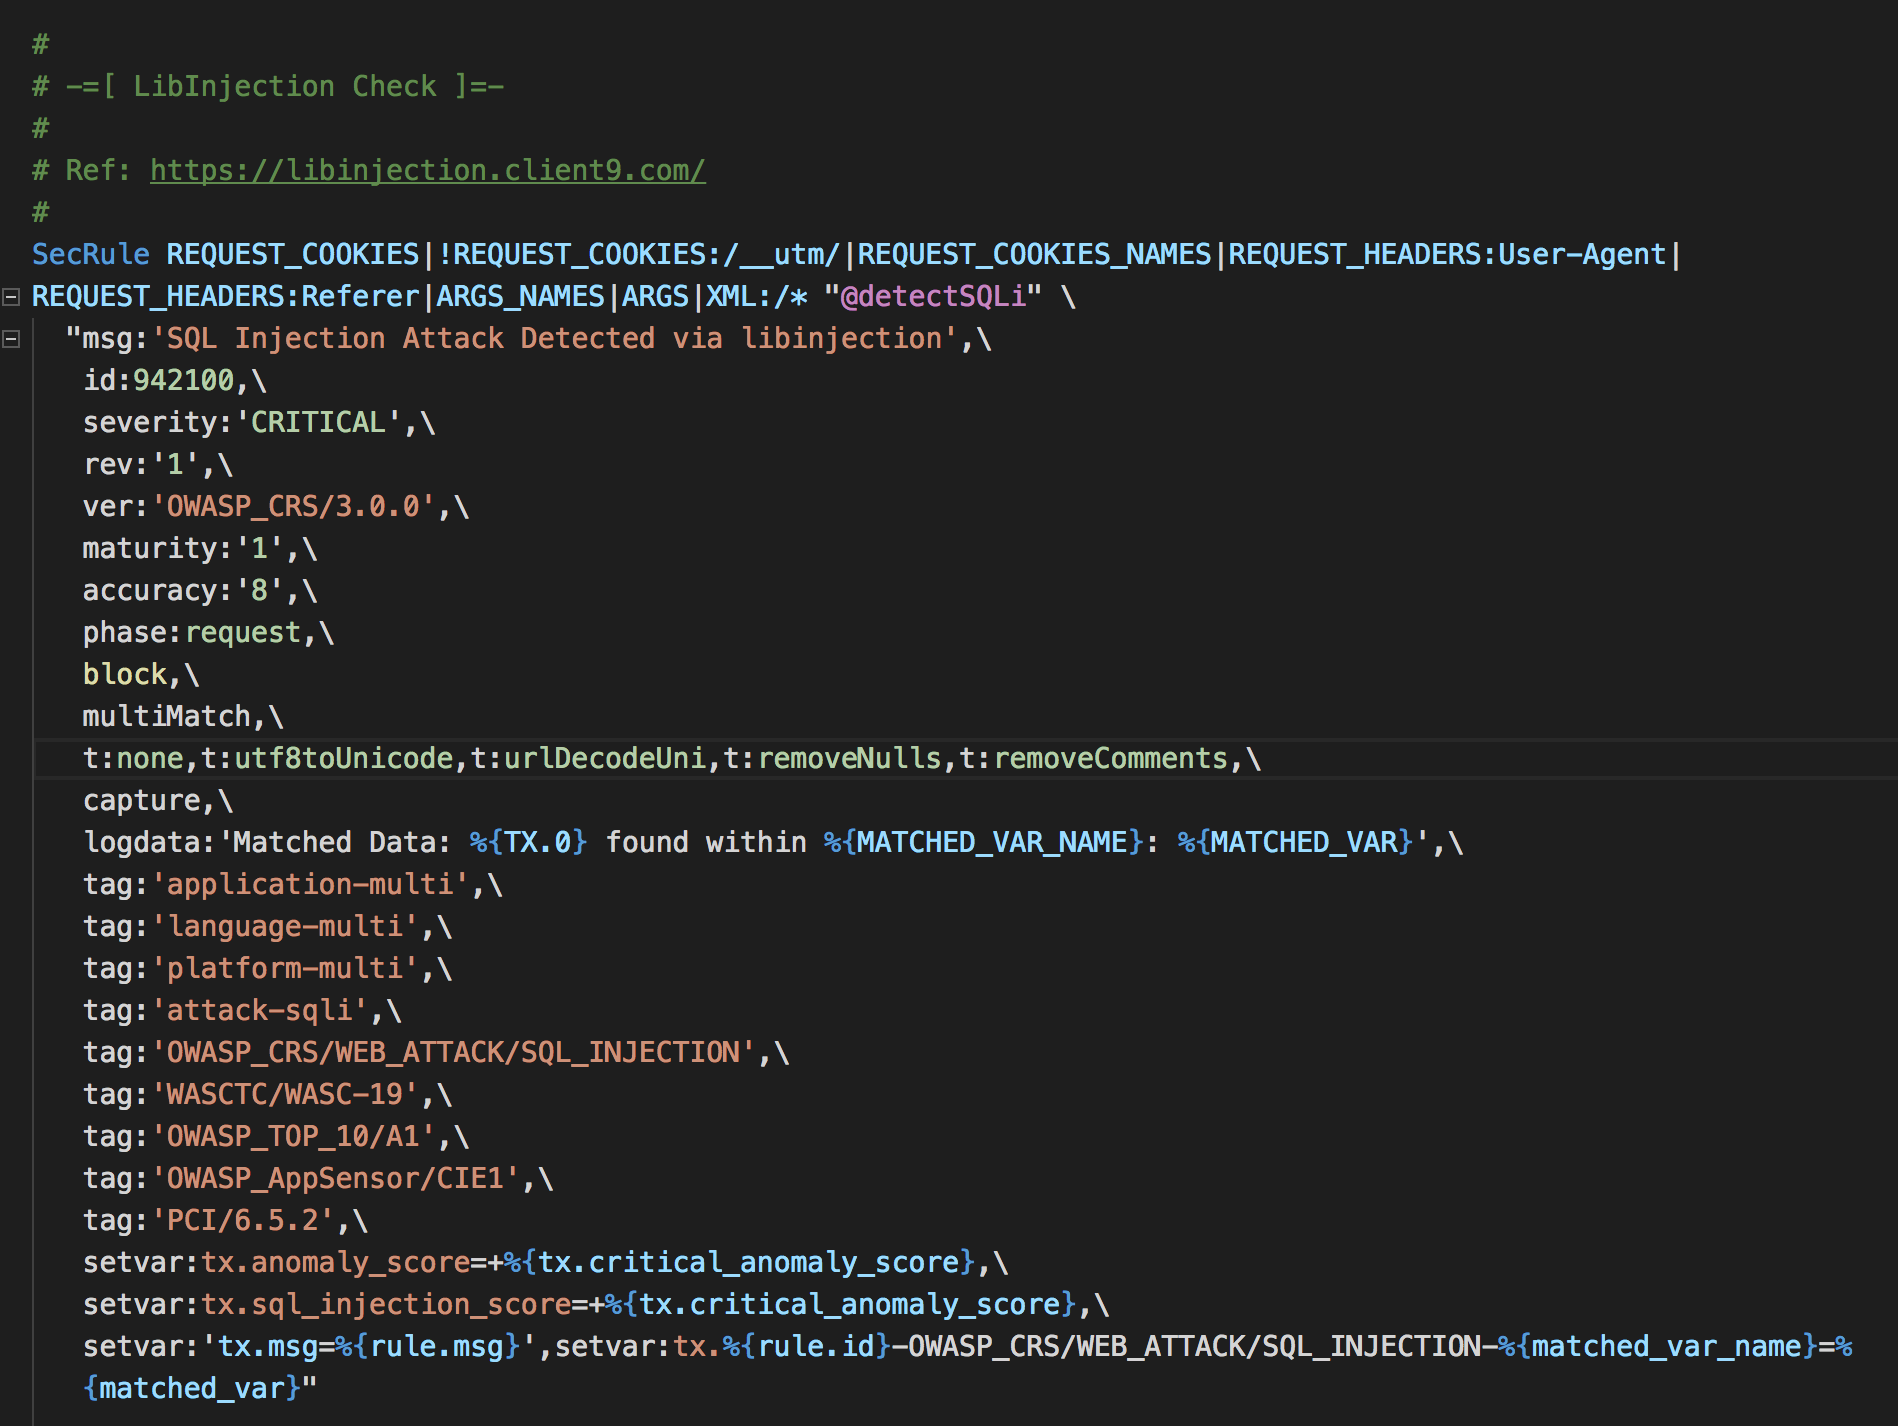 #
# -=[ LibInjection Check ]=-
#
# Ref: https://libinjection.client9.com/
#
SecRule REQUEST_COOKIES|!REQUEST_COOKIES:/__utm/|REQUEST_COOKIES_NAMES|REQUEST_HEADERS:User-Agent|
REQUEST_HEADERS:Referer|ARGS_NAMES|ARGS|XML:/* "@detectSQLi" \
"msg:'SQL Injection Attack Detected via libinjection',\
id:942100,\
severity:'CRITICAL',\
rev:'1',\
ver:'OWASP_CRS/3.0.0',\
maturity:'1',\
accuracy:'8',\
phase:request,\
block,\
multiMatch,\
t:none,t:utf8toUnicode,t:urlDecodeUni,t:removeNulls,t:removeComments,\
capture,\
logdata:'Matched Data: %{TX.0} found within %{MATCHED_VAR_NAME}: %{MATCHED_VAR}',\
tag:'application-multi',\
tag:'language-multi',\
tag:'platform-multi',\
tag:'attack-sqli',\
tag:'OWASP_CRS/WEB_ATTACK/SQL_INJECTION',\
tag:'WASCTC/WASC-19',\
tag:'OWASP_TOP_10/A1',\
tag:'OWASP_AppSensor/CIE1',\
tag:'PCI/6.5.2',\
setvar:tx.anomaly_score=+%{tx.critical_anomaly_score},\
setvar:tx.sql_injection_score=+%{tx.critical_anomaly_score},\
setvar:'tx.msg=%{rule.msg}',setvar:tx.%{rule.id}-OWASP_CRS/WEB_ATTACK/SQL_INJECTION-%{matched_var_name}=%
{matched_var}"